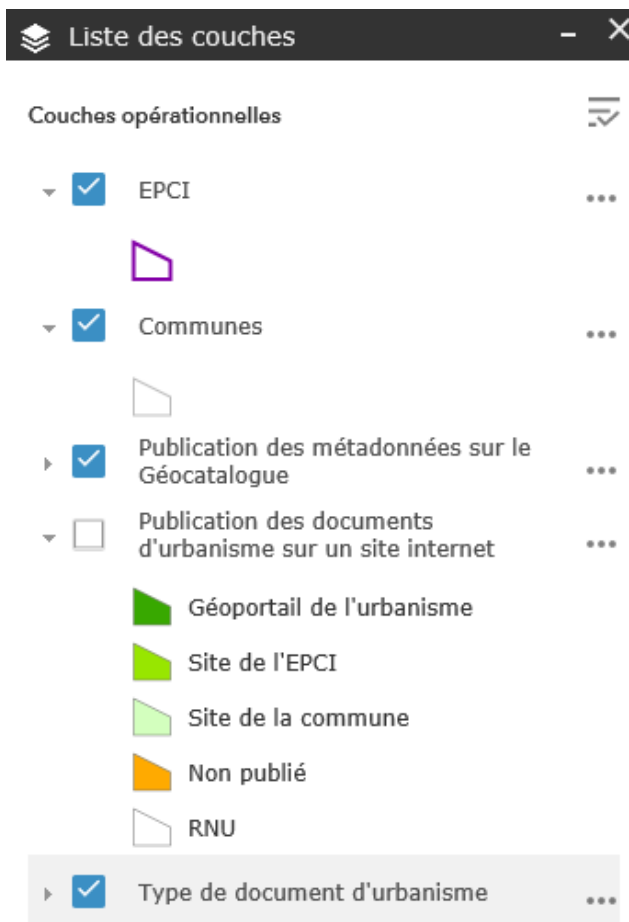 Liste des couches
Couches opérationnelles
EPCI
Communes
Publication des métadonnées sur le
Géocatalogue
Publication des documents
d'urbanisme sur un site internet
Géoportail de l'urbanisme
Site de l'EPCI
Site de la commune
Non publié
RNU
Type de document d'urbanisme